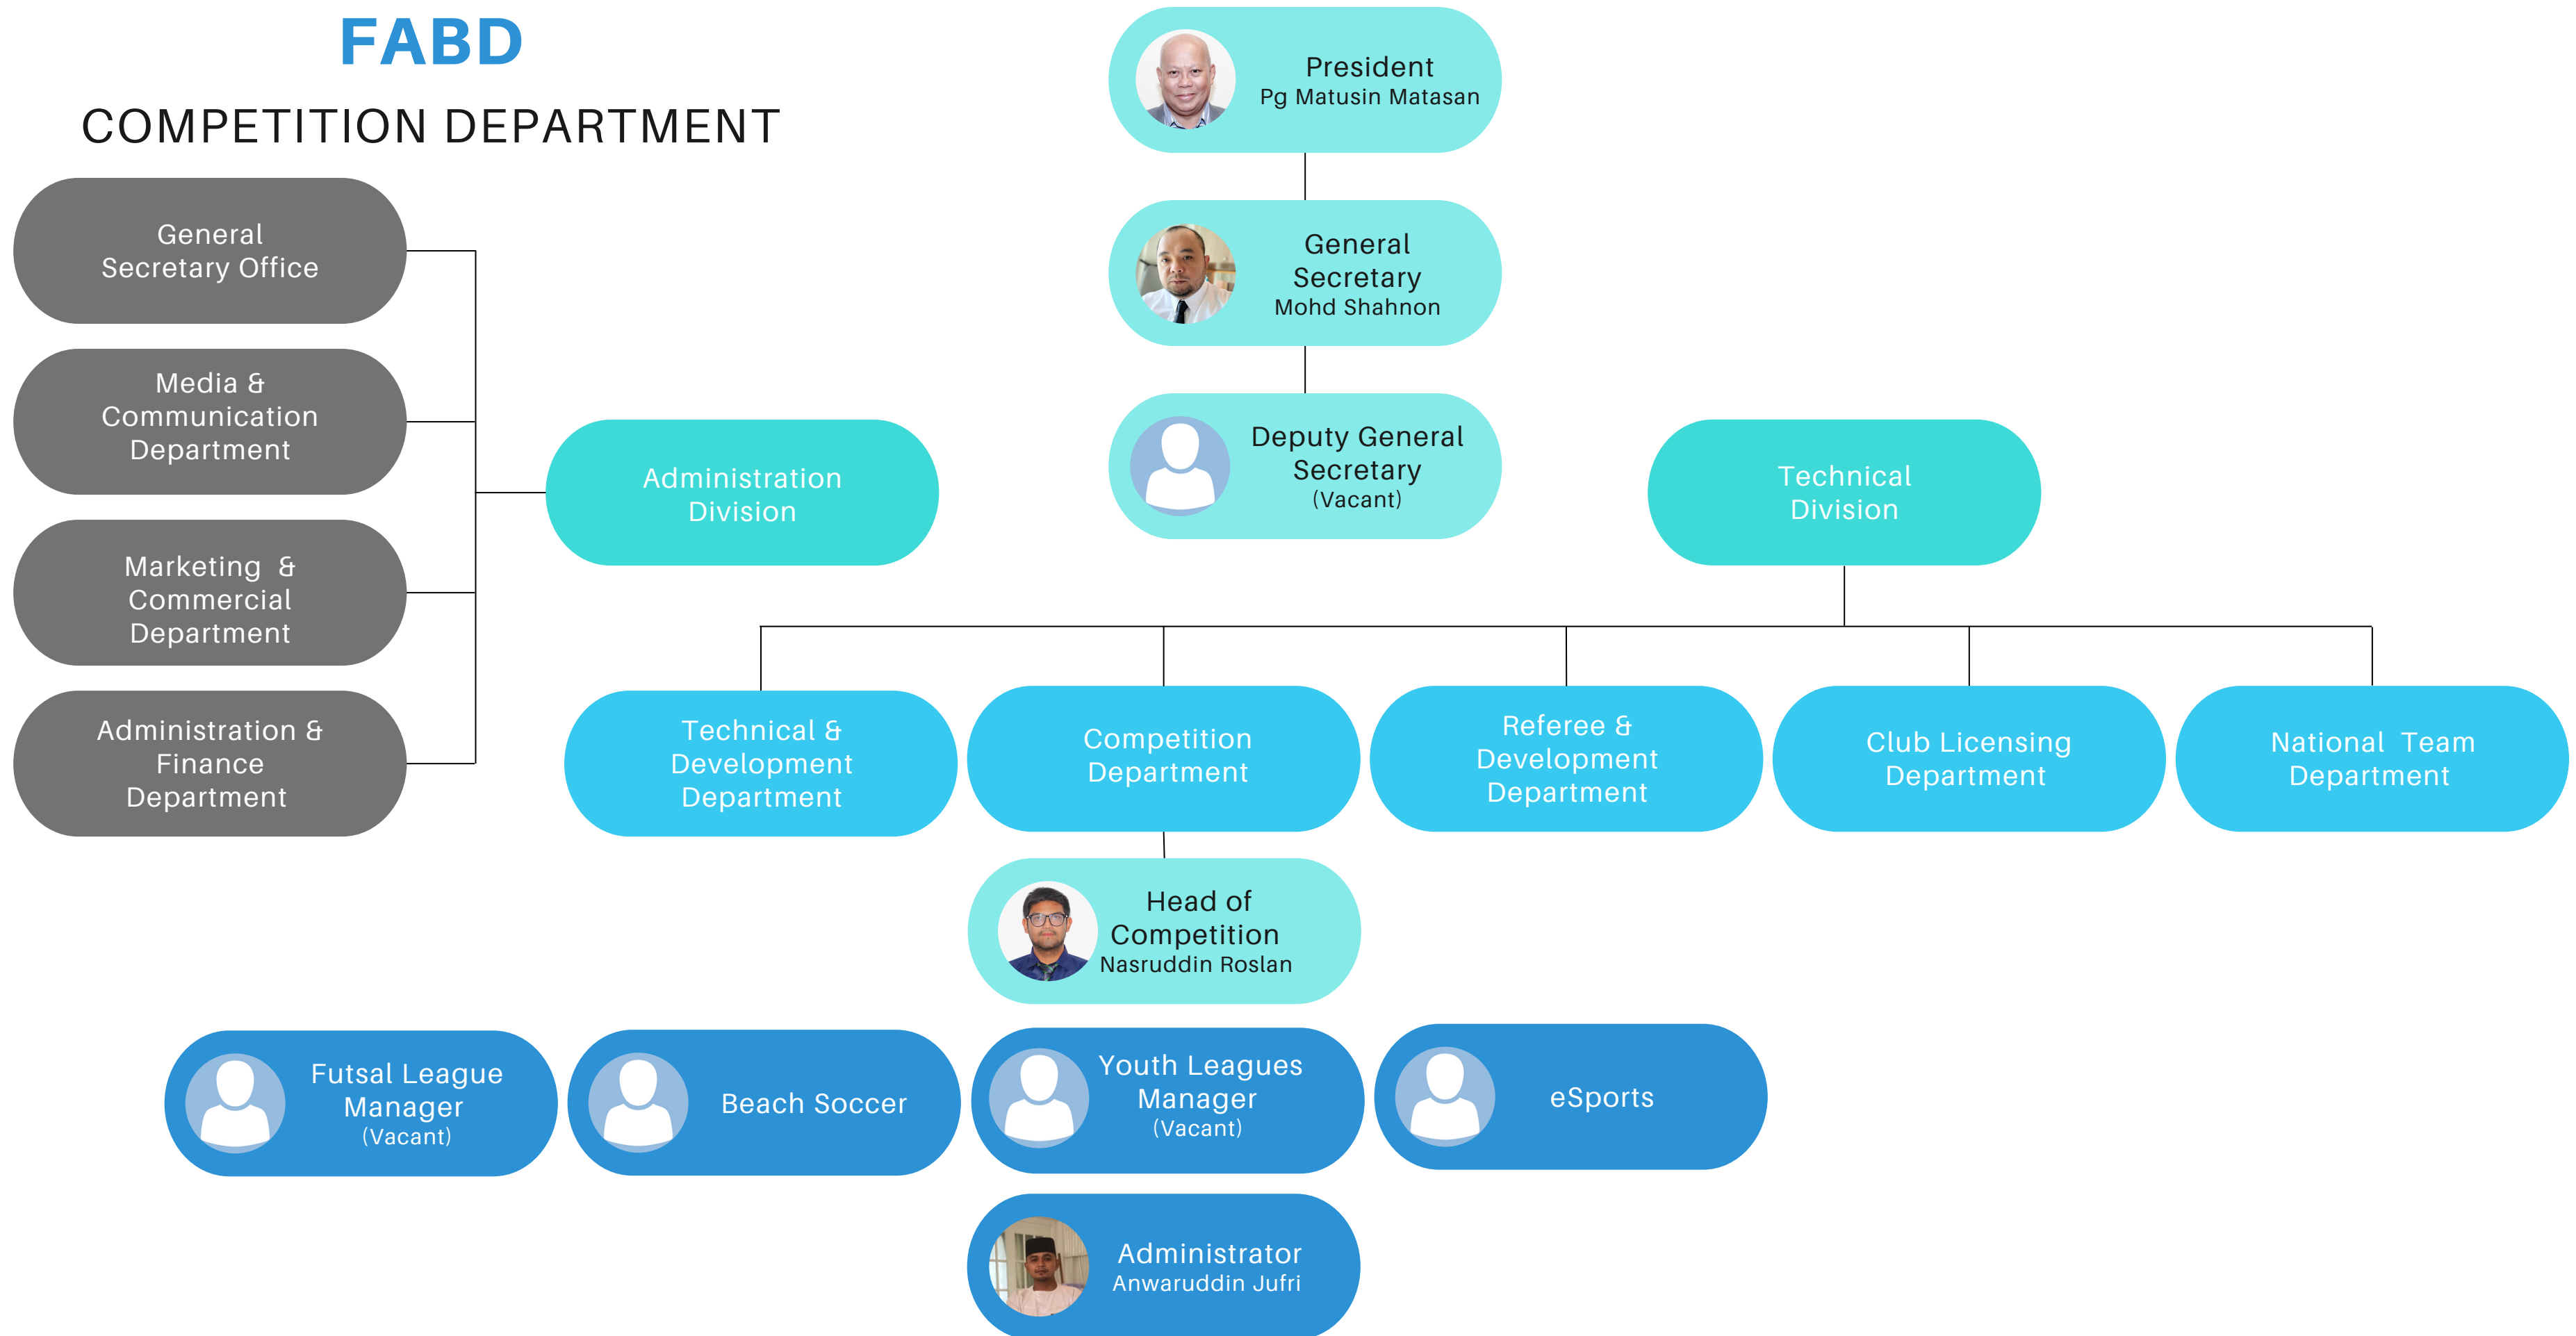 FABD
COMPETITION DEPARTMENT
President
Pg Matusin Matasan
General
Secretary
Mohd Shahnon
Deputy General
Secretary
(Vacant)
General
Secretary Office
Media &
Communication
Department
Marketing  &
Commercial
Department
Administration &
Finance
Department
Administration
Division
Technical
Division
Technical &
Development
Department
Competition
Department
Referee &
Development
Department
Club Licensing
Department
National  Team
Department
Head of
Competition
Nasruddin Roslan
Futsal League
Manager
(Vacant)
Beach Soccer
Youth Leagues
Manager
(Vacant)
eSports
Administrator
Anwaruddin Jufri